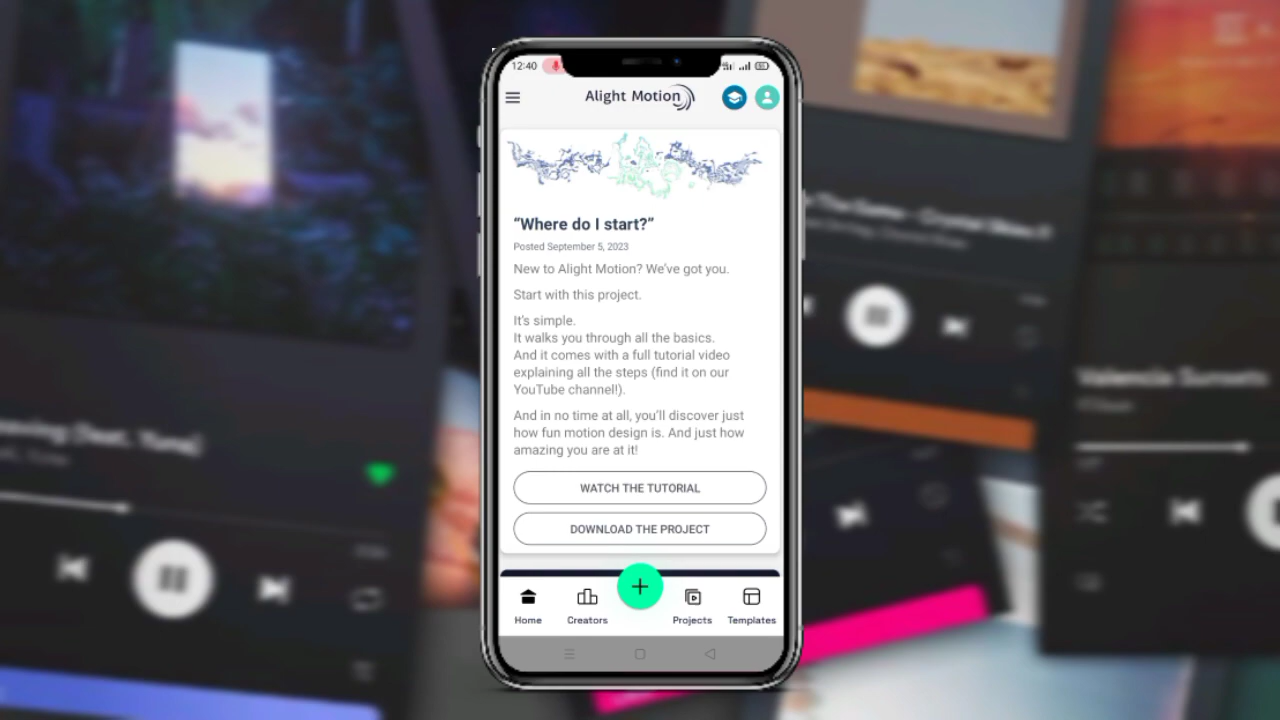 12:40
Alight Motion
“Where do I start?”
Posted September 5, 2023
New to Alight Motion? We've got you.
Start with this project.
It's simple.
It walks you through all the basics.
And it comes with a full tutorial video
explaining all the steps (find it on our
YouTube channel!).
And in no time at all, you'll discover just
how fun motion design is. And just how
amazing you are at it!
WATCH THE TUTORIAL
DOWNLOAD THE PROJECT
Home
Creators
Projects
Templates
Valencia Sunsets